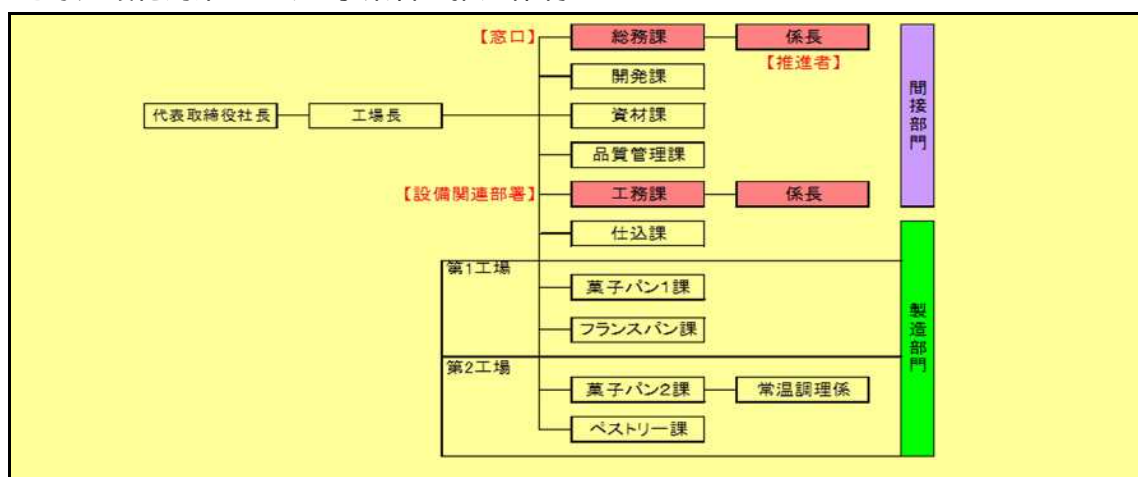 【窓口】
総務課
係長
【推進者】
開発課
代表取締役社長
工場長
資材課
品質管理課
【設備関連部署】
工務課
係長
仕込課
間接部門
第1工場
菓子パン1課
フランスパン課
第2工場
菓子パン2課
常温調理係
ペストリー課
製造部門